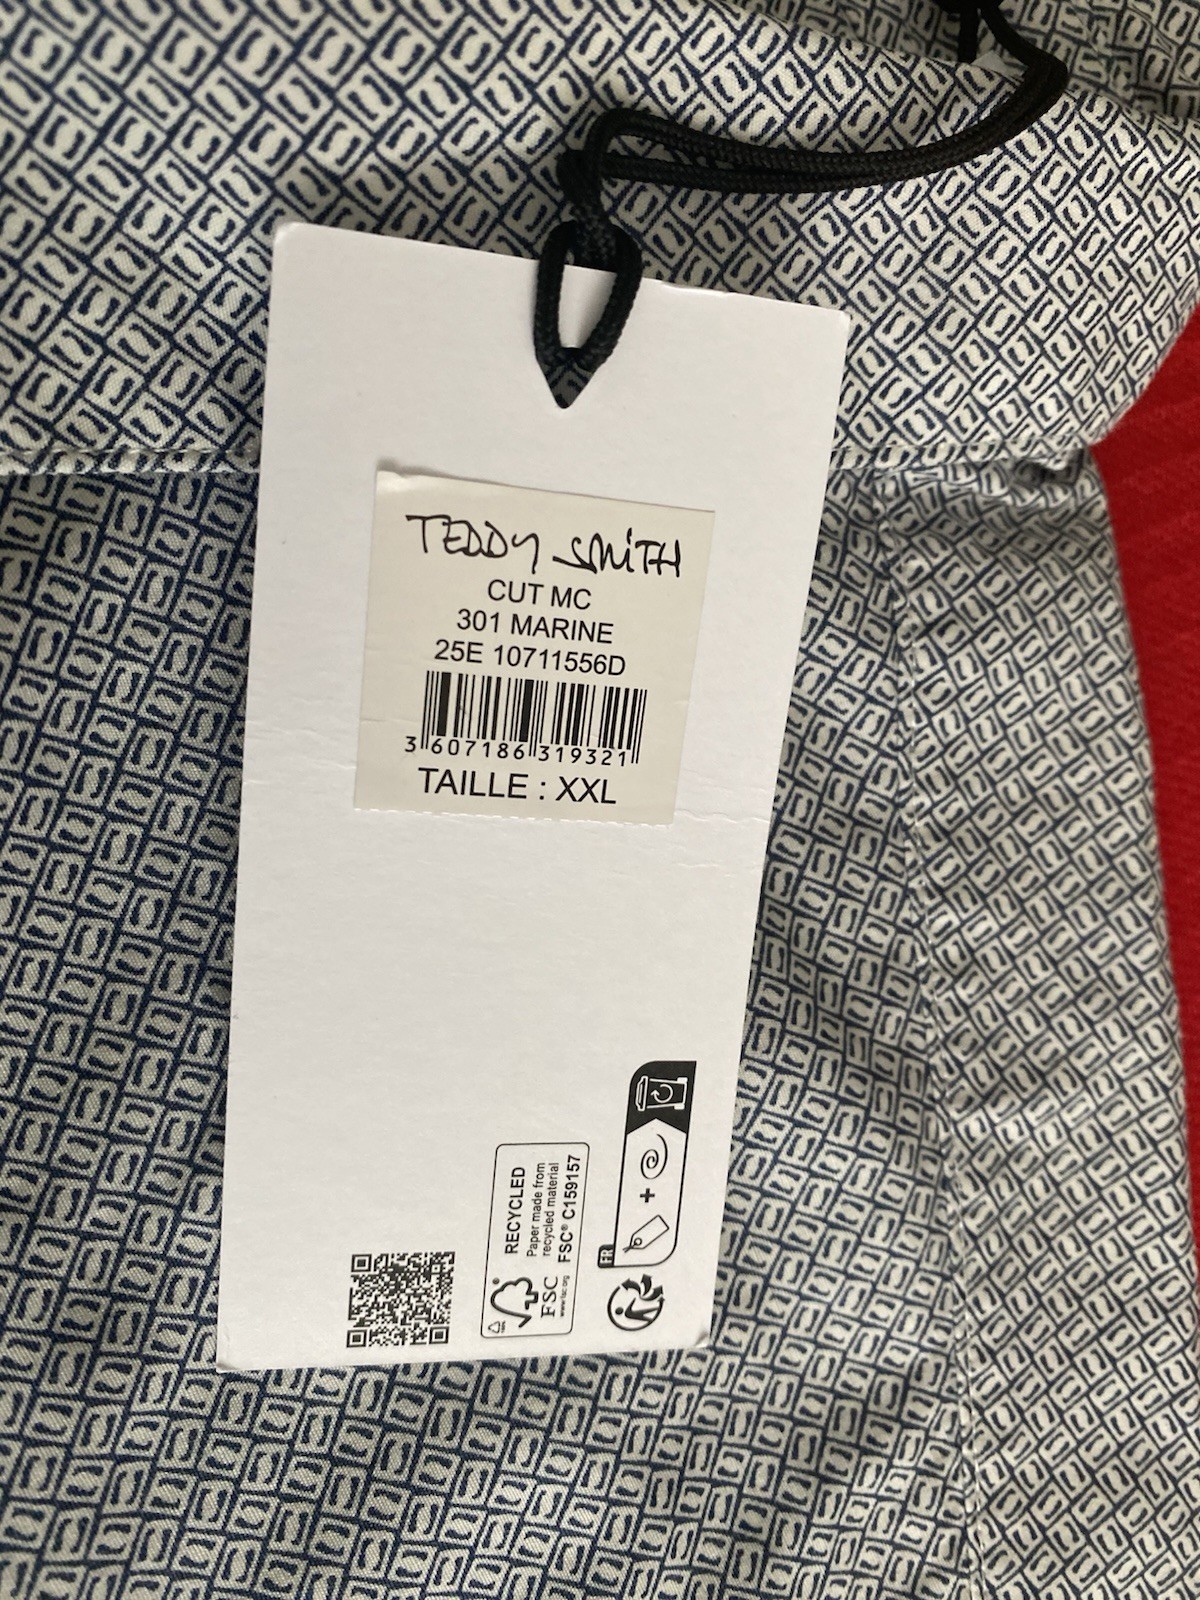 TEDDY SMITH
CUT MC
301 MARINE
25E 10711556D
3 607186 319321
TAILLE : XXL
RECYCLED
Paper made from
recycled material
FSC® C159157
FSC
www.fsc.org
FR